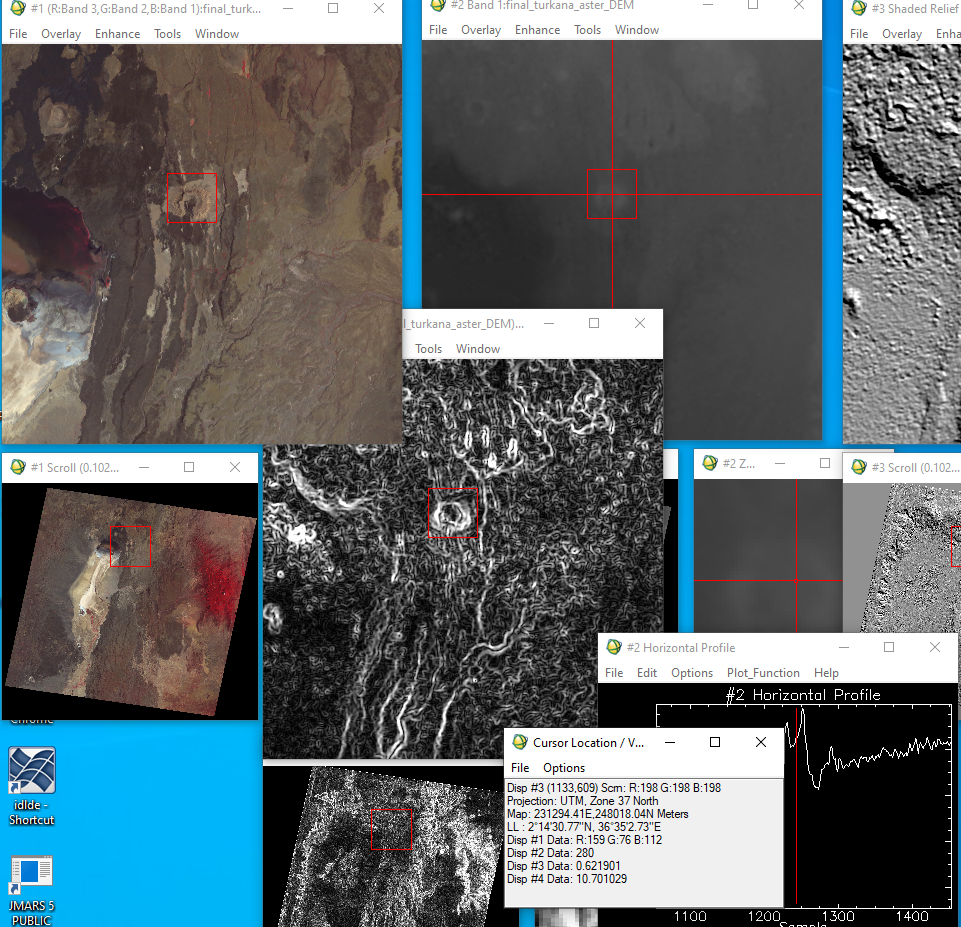 #1 (R:Band 3,G:Band 2,B:Band 1):final_turk...
File Overlay Enhance Tools Window
#2 Band 1:final_turkana_aster_DEM
File Overlay Enhance Tools Window
#3 Shaded Relief
File Overlay Enha
l_turkana_aster_DEM)...
Tools Window
#1 Scroll (0.102...
#2 Z...
#3 Scroll (0.102...
#2 Horizontal Profile
File Edit Options Plot_Function Help
#2 Horizontal Profile
Cursor Location / V...
File Options
Disp #3 (1133,609) Scrn: R:198 G:198 B:198
Projection: UTM, Zone 37 North
Map: 231294.41E,248018.04N Meters
LL : 2°14'30.77"N, 36°35'2.73"E
Disp #1 Data: R:159 G:76 B:112
Disp #2 Data: 280
Disp #3 Data: 0.621901
Disp #4 Data: 10.701029
1100 1200 1300 1400
Sample
Chrome
idlde -
Shortcut
JMARS 5
PUBLIC